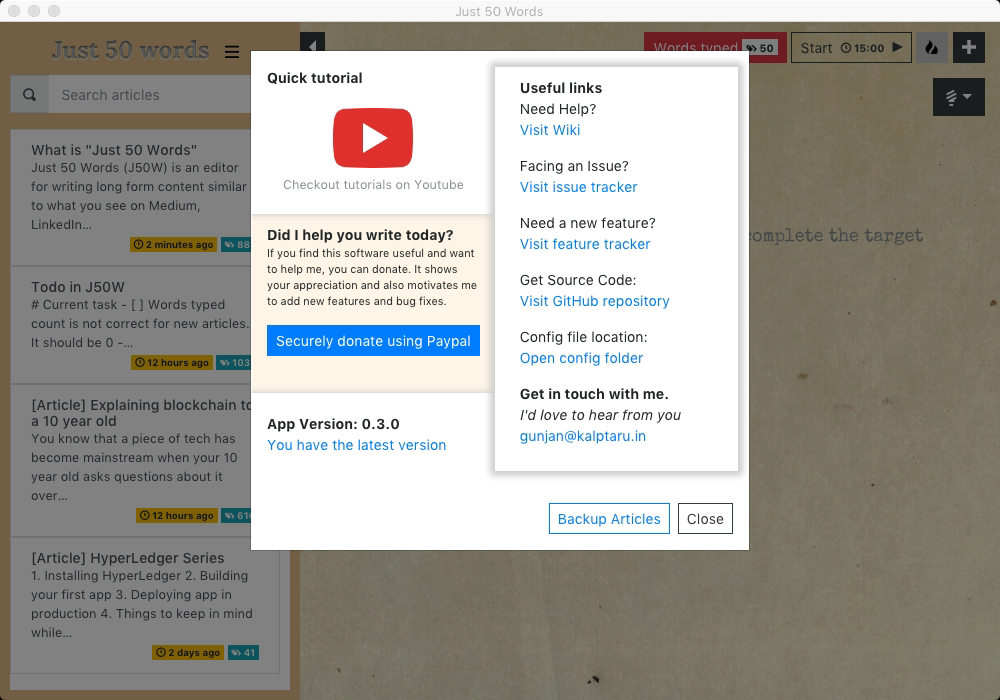 Just 50 Words
Just 50 words
Search articles
What is "Just 50 Words"
Just 50 Words (J50W) is an editor
for writing long form content similar
to what you see on Medium,
LinkedIn...
2 minutes ago
88
Todo in J50W
# Current task - [ ] Words typed
count is not correct for new articles.
It should be 0 -...
12 hours ago
103
[Article] Explaining blockchain to
a 10 year old
You know that a piece of tech has
become mainstream when your 10
year old asks questions about it
over...
12 hours ago
[Article] HyperLedger Series
1. Installing HyperLedger 2. Building
your first app 3. Deploying app in
production 4. Things to keep in mind
while...
2 days ago
41
Words typed
50
Start
15:00
complete the target
Quick tutorial
Checkout tutorials on Youtube
Did I help you write today?
If you find this software useful and want
to help me, you can donate. It shows
your appreciation and also motivates me
to add new features and bug fixes.
Securely donate using Paypal
App Version: 0.3.0
You have the latest version
Useful links
Need Help?
Visit Wiki
Facing an Issue?
Visit issue tracker
Need a new feature?
Visit feature tracker
Get Source Code:
Visit GitHub repository
Config file location:
Open config folder
Get in touch with me.
I'd love to hear from you
gunjan@kalptaru.in
Backup Articles
Close